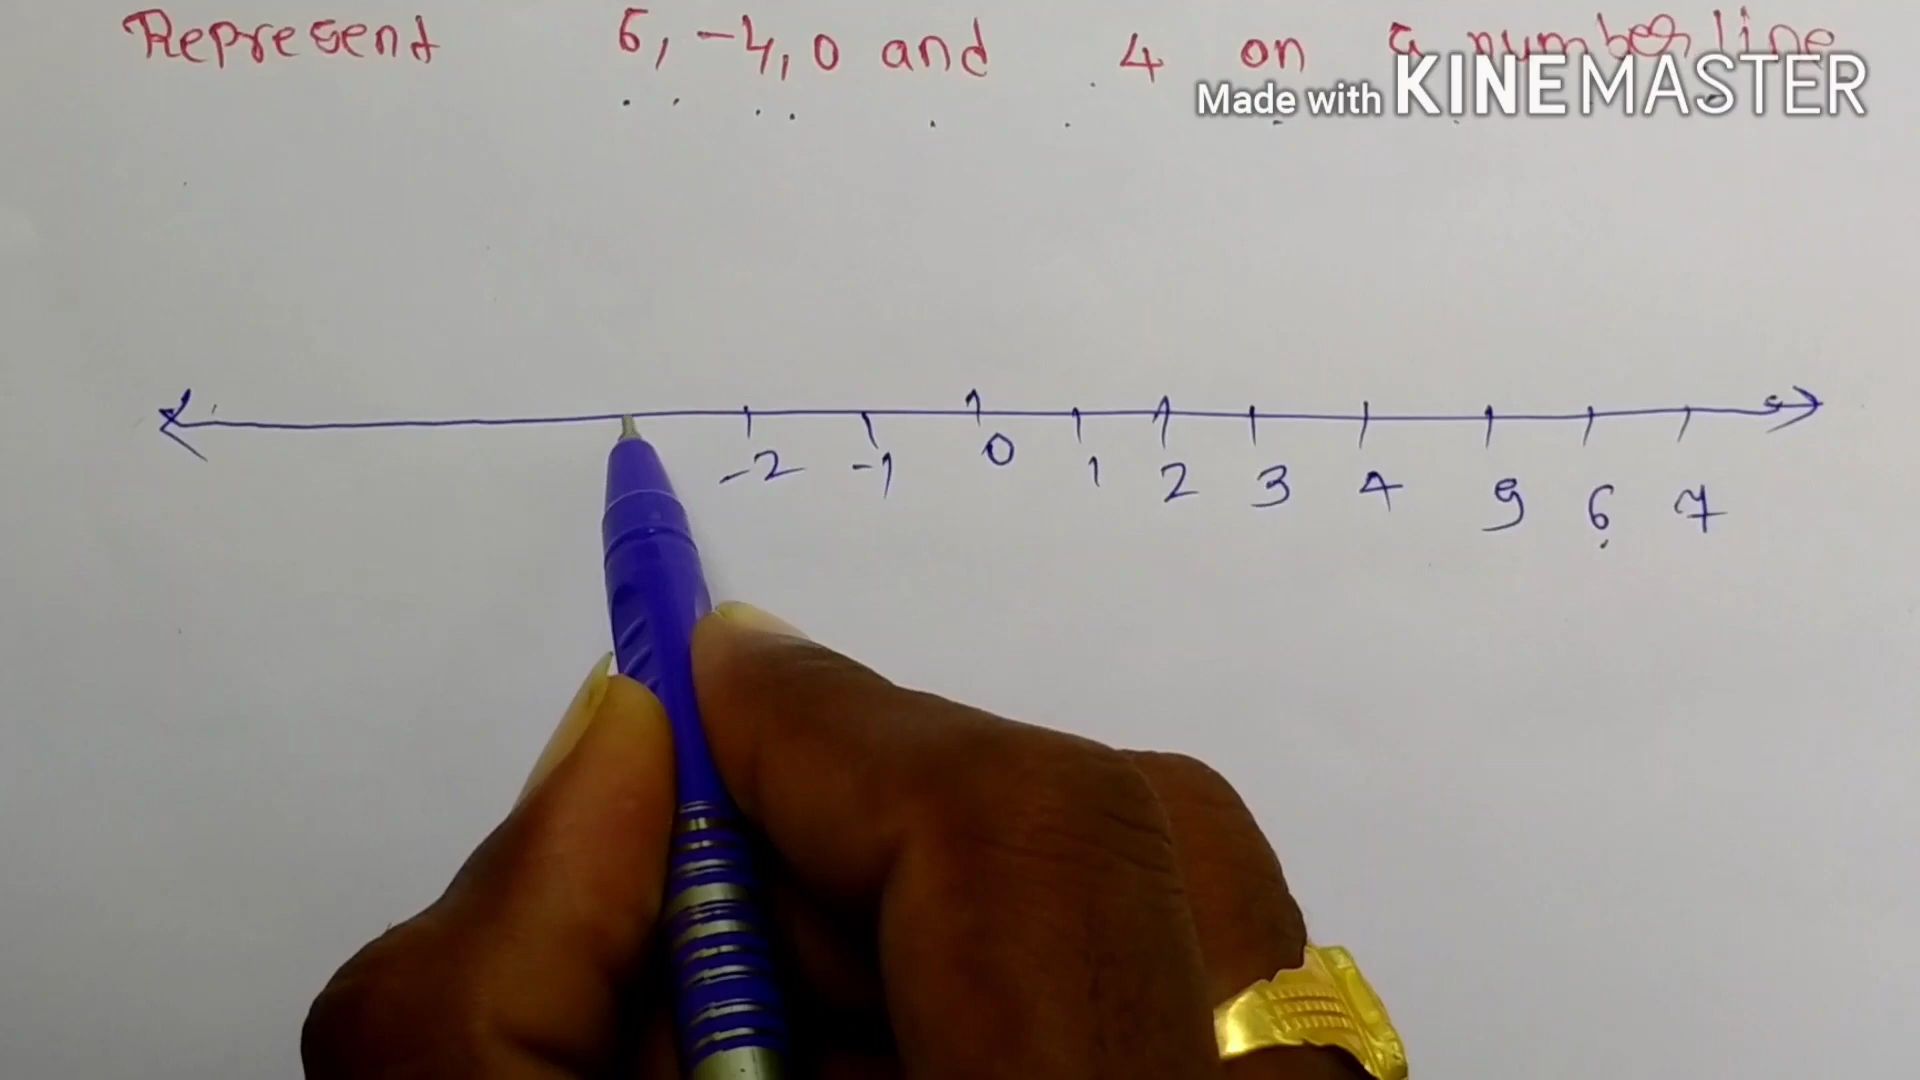 Represent 6, -4, 0 and 4 on a number line
Made with KINEMASTER
-2 -1 0 1 2 3 4 5 6 7